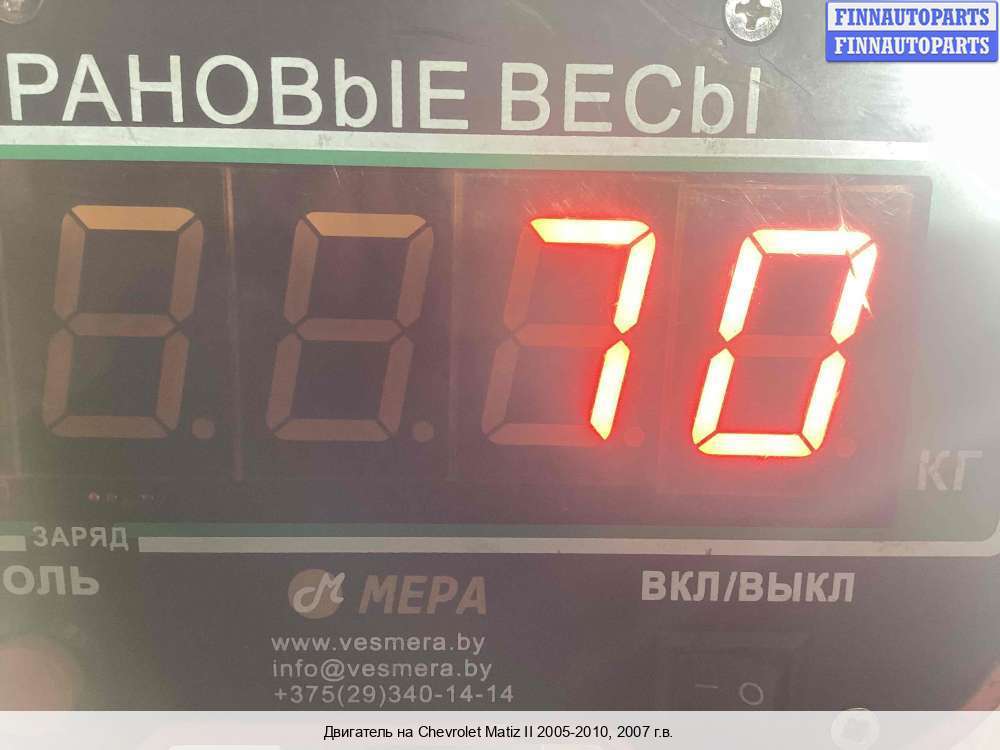 FINNAUTOPARTS
FINNAUTOPARTS
РАНОВЫЕ ВЕСЫ
70
КГ
ЗАРЯД
ОЛЬ
МЕРА
ВКЛ/ВЫКЛ
www.vesmera.by
info@vesmera.by
+375(29)340-14-14
Двигатель на Chevrolet Matiz II 2005-2010, 2007 г.в.